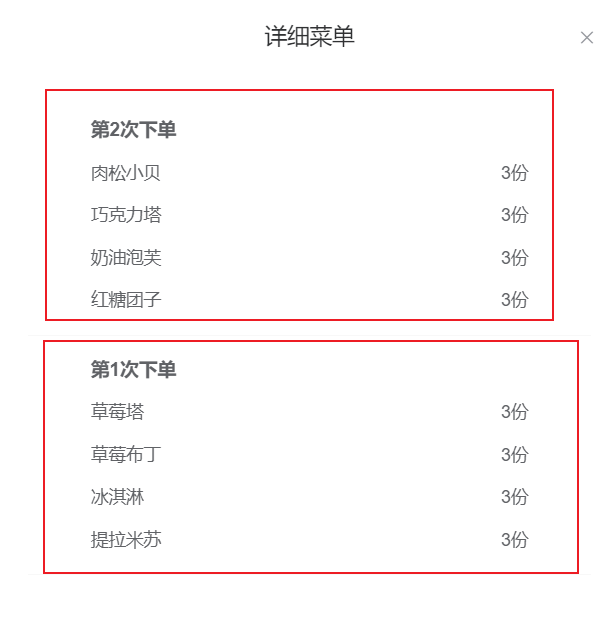 详细菜单
第2次下单
肉松小贝 3份
巧克力塔 3份
奶油泡芙 3份
红糖团子 3份
第1次下单
草莓塔 3份
草莓布丁 3份
冰淇淋 3份
提拉米苏 3份